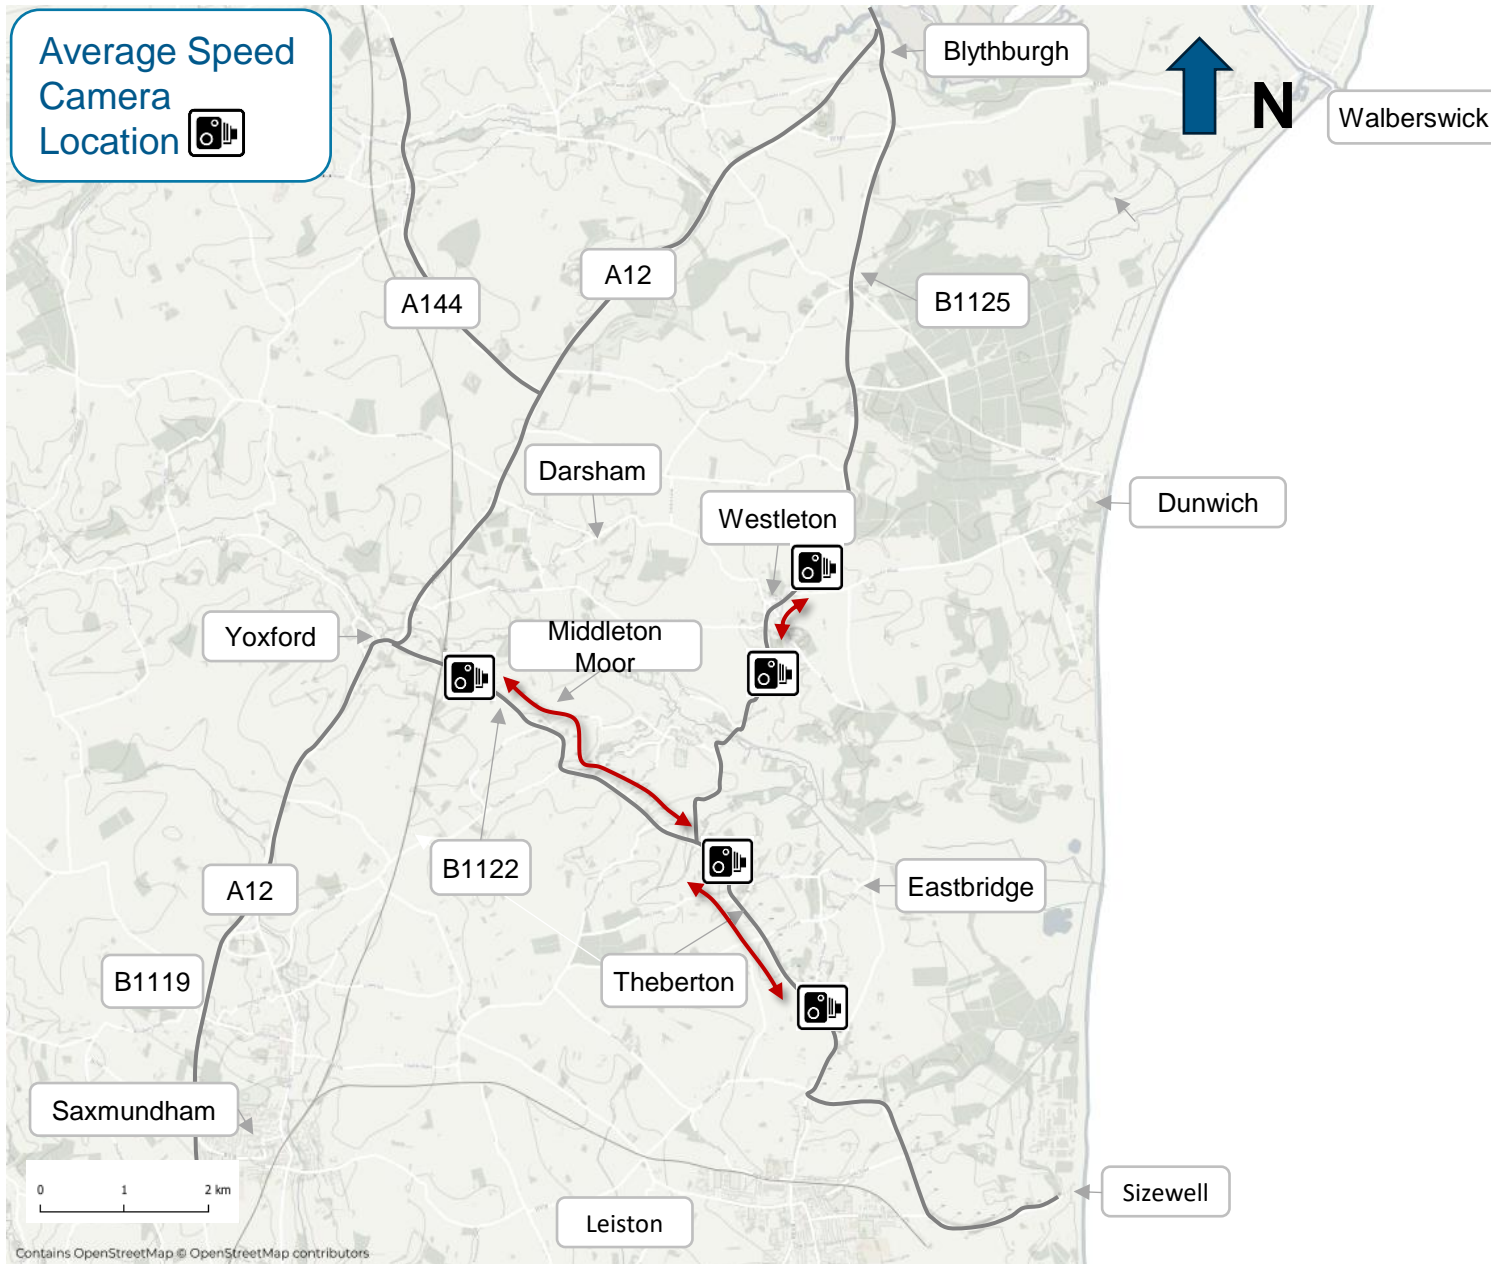 Average Speed
Camera
Location
Blythburgh
N
Walberswick
A12
A144
B1125
Darsham
Westleton
Dunwich
Yoxford
Middleton
Moor
B1122
A12
Eastbridge
B1119
Theberton
Saxmundham
0 1 2 km
Sizewell
Leiston
Contains OpenStreetMap © OpenStreetMap contributors